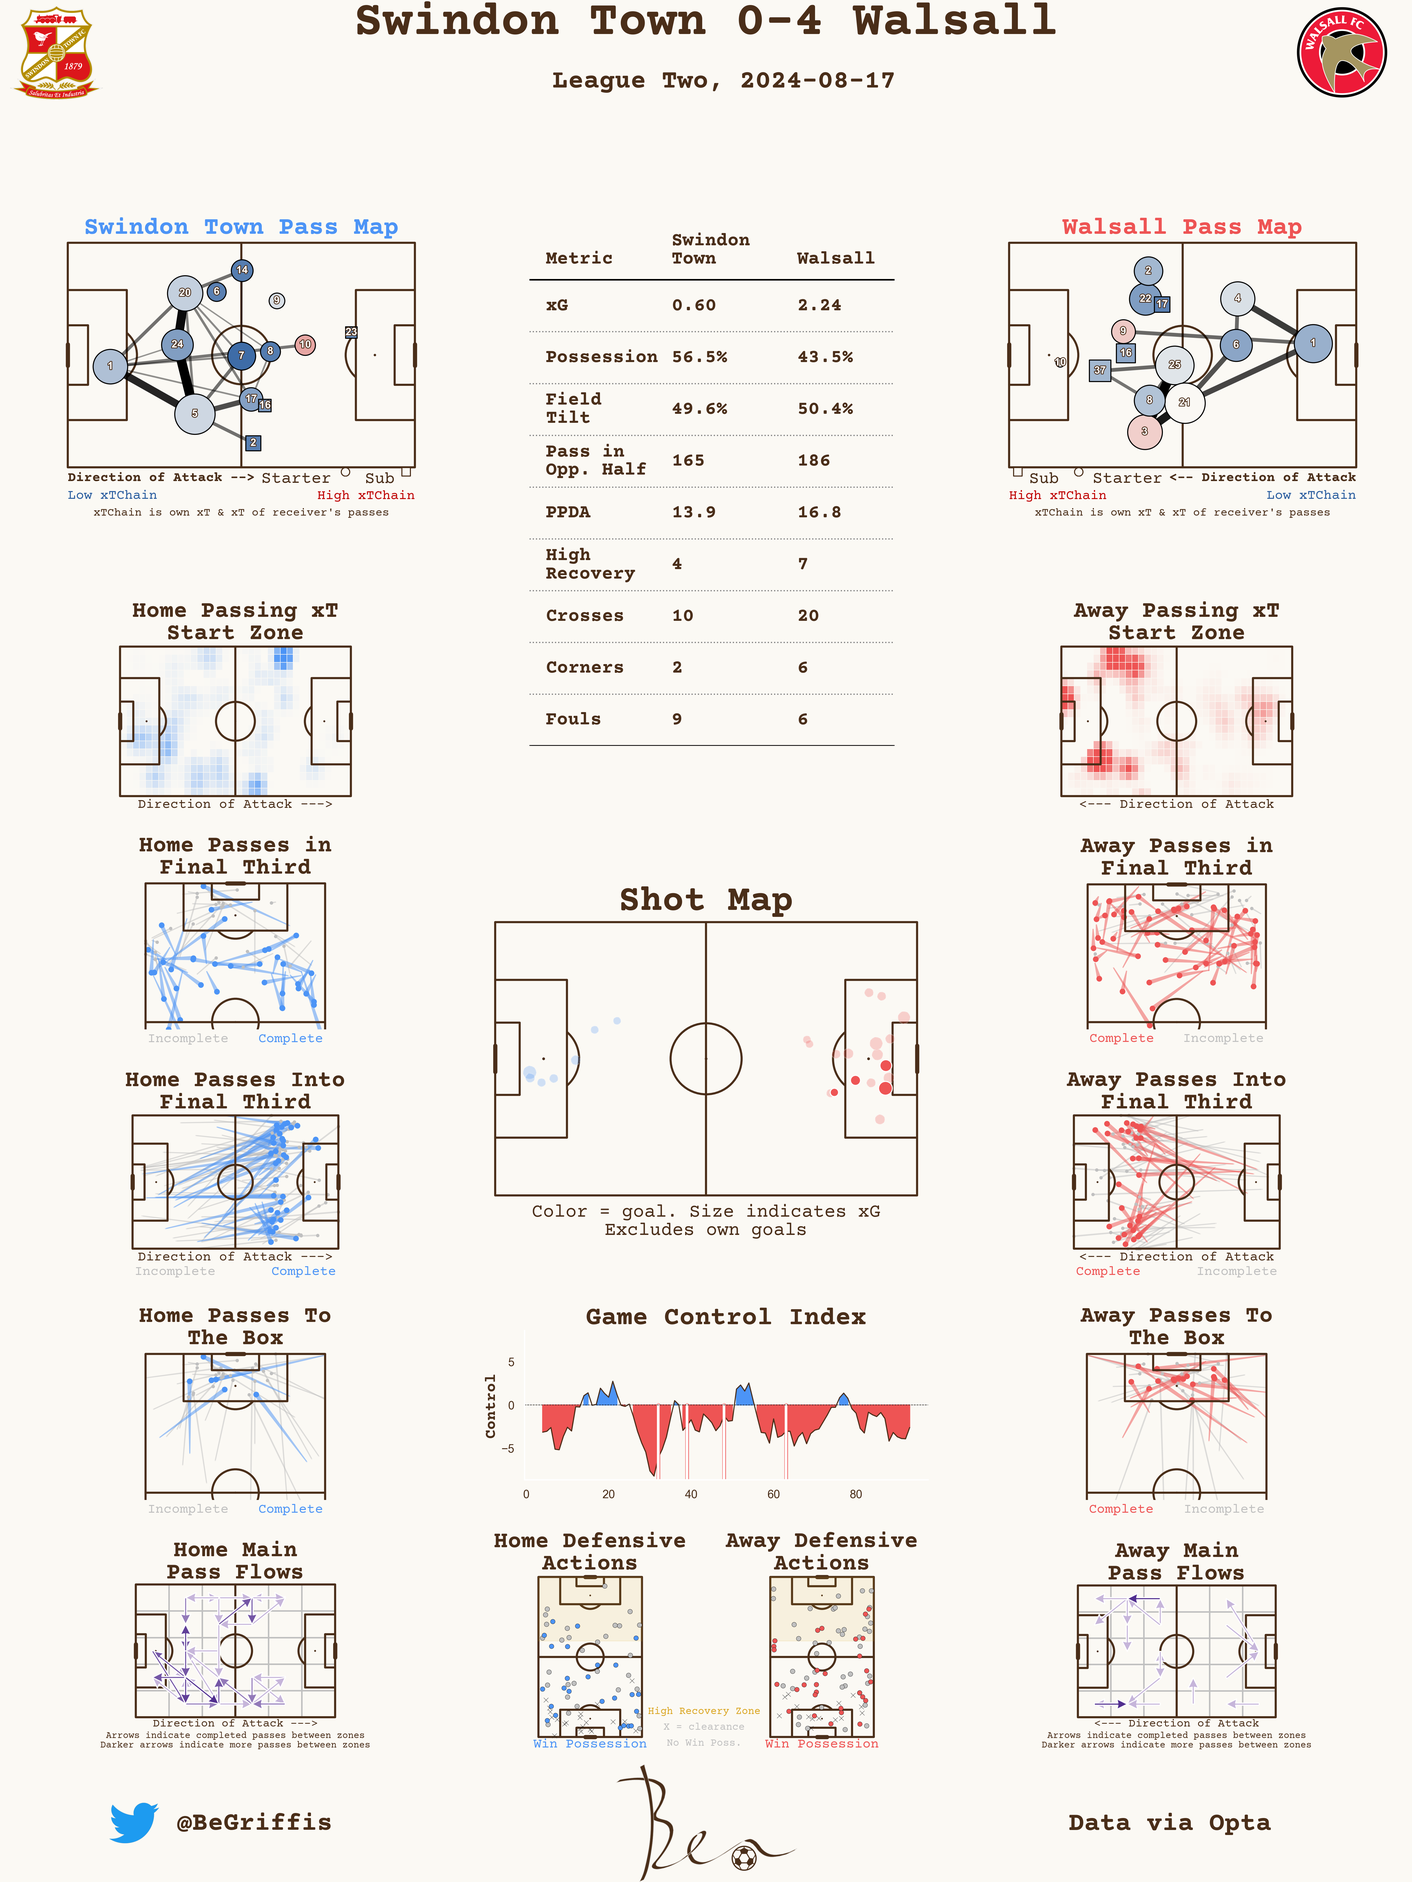 Swindon Town 0-4 Walsall
League Two, 2024-08-17
SWINDON TOWN FC
1879
Salubritas Et Industria
WALSALL FC
Swindon Town Pass Map
14
20
6
9
23
24
7
8
10
1
17
16
5
2
Direction of Attack --> Starter Sub
Low xTChain High xTChain
xTChain is own xT & xT of receiver's passes
Metric Swindon Town Walsall
xG 0.60 2.24
Possession 56.5% 43.5%
Field Tilt 49.6% 50.4%
Pass in Opp. Half 165 186
PPDA 13.9 16.8
High Recovery 4 7
Crosses 10 20
Corners 2 6
Fouls 9 6
Walsall Pass Map
2
22
17
4
9
6
1
16
10
37
25
8
21
3
Sub Starter <-- Direction of Attack
High xTChain Low xTChain
xTChain is own xT & xT of receiver's passes
Home Passing xT
Start Zone
Direction of Attack --->
Away Passing xT
Start Zone
<--- Direction of Attack
Home Passes in
Final Third
Incomplete Complete
Away Passes in
Final Third
Complete Incomplete
Shot Map
Color = goal. Size indicates xG
Excludes own goals
Home Passes Into
Final Third
Direction of Attack --->
Incomplete Complete
Away Passes Into
Final Third
<--- Direction of Attack
Complete Incomplete
Home Passes To
The Box
Incomplete Complete
Game Control Index
Control
5
0
−5
0 20 40 60 80
Away Passes To
The Box
Complete Incomplete
Home Main
Pass Flows
Direction of Attack --->
Arrows indicate completed passes between zones
Darker arrows indicate more passes between zones
Home Defensive
Actions
Win Possession
Away Defensive
Actions
Win Possession
High Recovery Zone
X = clearance
No Win Poss.
Away Main
Pass Flows
<--- Direction of Attack
Arrows indicate completed passes between zones
Darker arrows indicate more passes between zones
@BeGriffis
Ben
Data via Opta